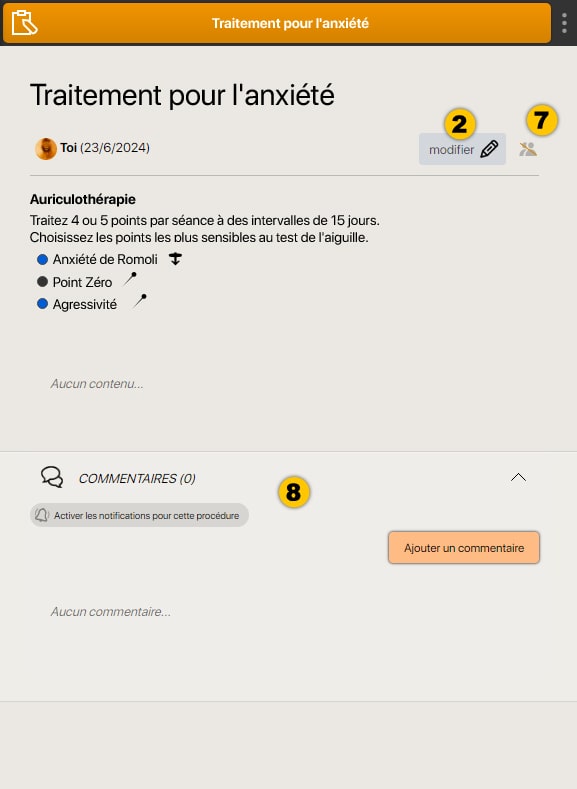 Traitement pour l'anxiété
Traitement pour l'anxiété
2
7
Toi (23/6/2024)
modifier
Auriculothérapie
Traitez 4 ou 5 points par séance à des intervalles de 15 jours.
Choisissez les points les plus sensibles au test de l'aiguille.
Anxiété de Romoli
Point Zéro
Agressivité
Aucun contenu...
COMMENTAIRES (0)
8
Activer les notifications pour cette procédure
Ajouter un commentaire
Aucun commentaire...